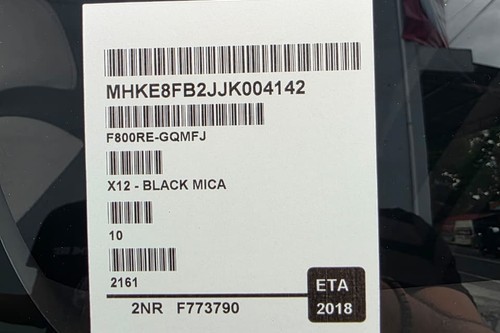 MHKE8FB2JJK004142
F800RE-GQMFJ
X12 - BLACK MICA
10
2161
2NR F773790
ETA
2018